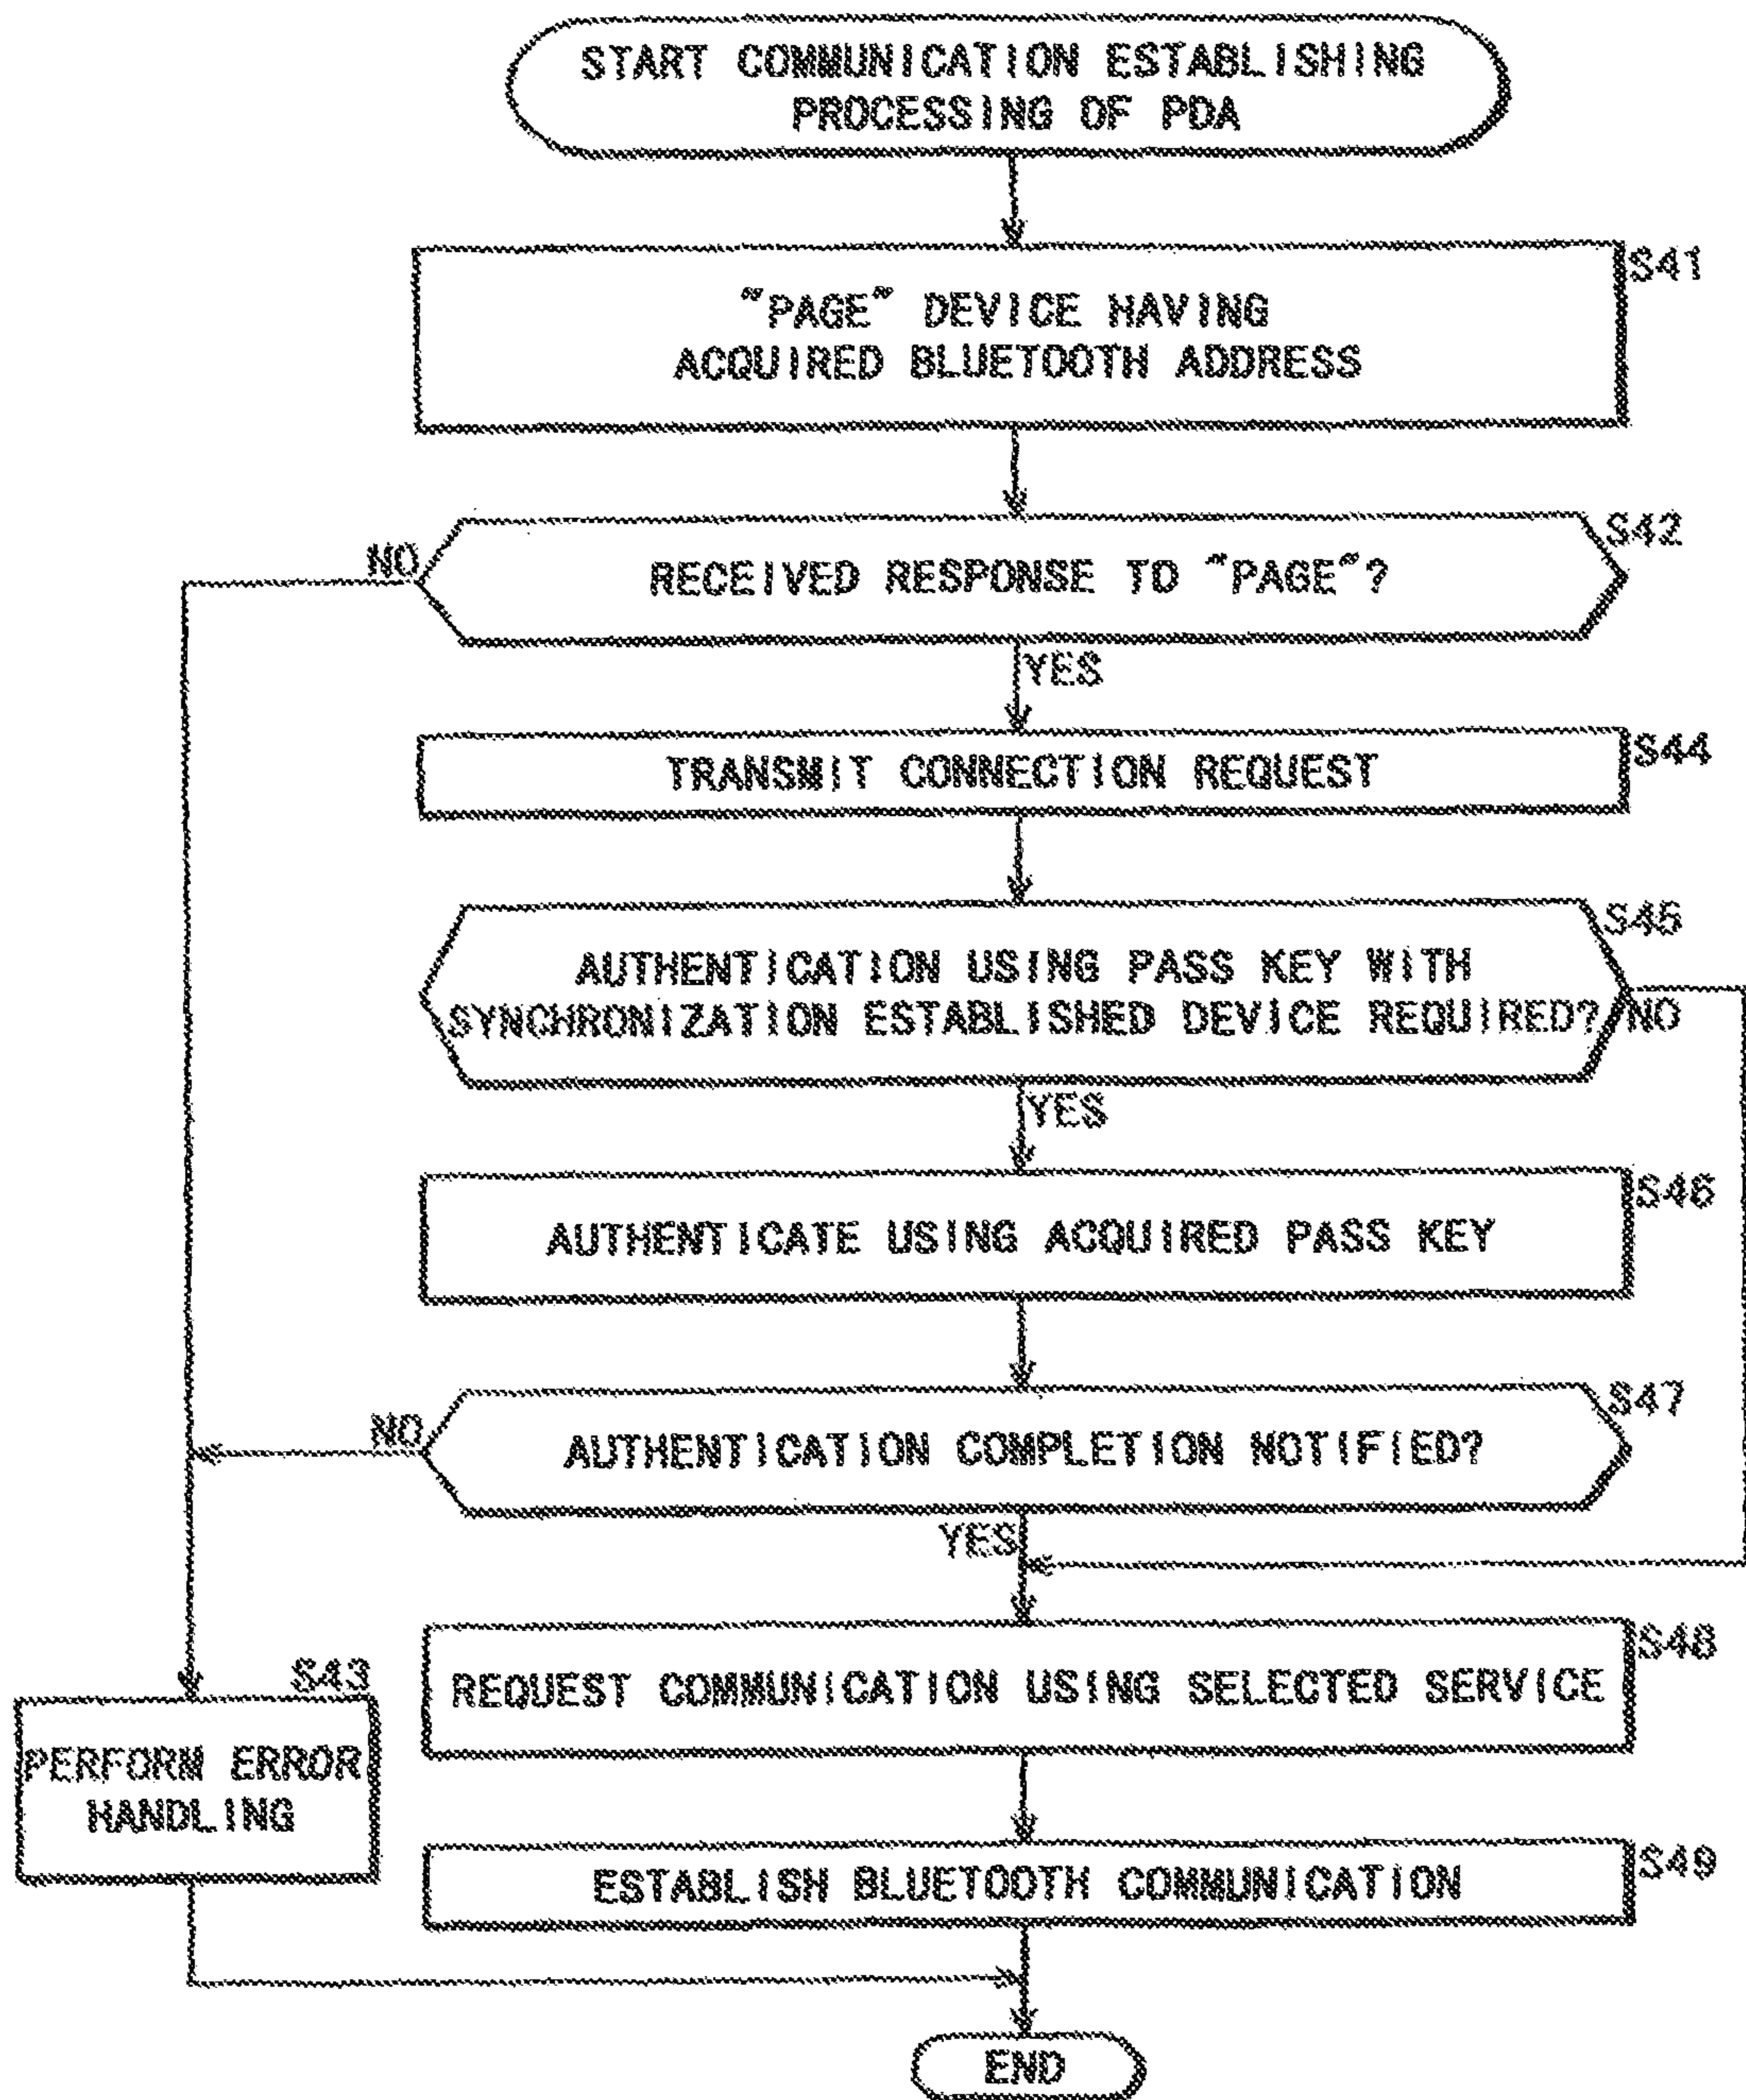 START COMMUNICATION ESTABLISHING
PROCESSING OF PDA
S41
"PAGE" DEVICE HAVING
ACQUIRED BLUETOOTH ADDRESS
S42
NO
RECEIVED RESPONSE TO "PAGE"?
YES
S44
TRANSMIT CONNECTION REQUEST
S45
AUTHENTICATION USING PASS KEY WITH
SYNCHRONIZATION ESTABLISHED DEVICE REQUIRED?
NO
YES
S46
AUTHENTICATE USING ACQUIRED PASS KEY
S47
NO
AUTHENTICATION COMPLETION NOTIFIED?
YES
S48
REQUEST COMMUNICATION USING SELECTED SERVICE
S43
PERFORM ERROR
HANDLING
S49
ESTABLISH BLUETOOTH COMMUNICATION
END